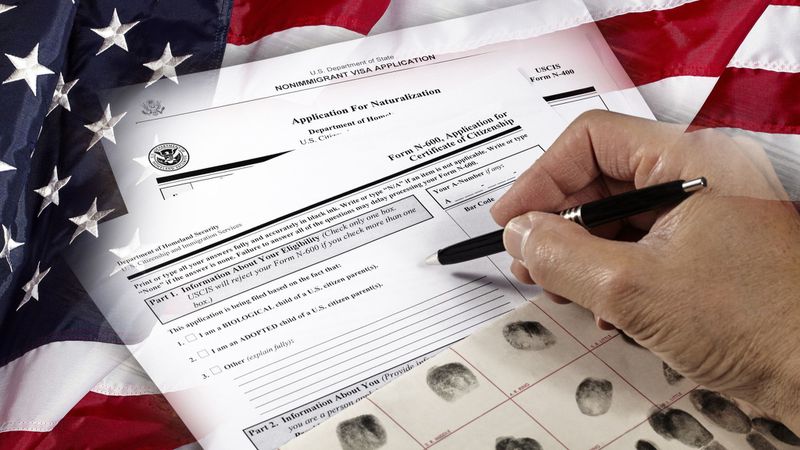 U.S. Department of State
NONIMMIGRANT VISA APPLICATION
USCIS
Form N-400
Application For Naturalization
Department of
U.S.
Form N-600, Application for
Certificate of Citizenship
Department of Homeland Security
U.S. Citizenship and Immigration Services
Print or type all your answers fully and accurately in black ink. Write or type "N/A" if an item is not applicable. Write or type
"None" if the answer is none. Failure to answer all of the questions may delay processing your Form N-600.
Your A-Number (if any)
Bar Code
Part 1. Information About Your Eligibility (Check only one box.
USCIS will reject your Form N-600 if you check more than one
box.)
This application is being filed based on the fact that:
1. I am a BIOLOGICAL child of a U.S. citizen parent(s).
2. I am an ADOPTED child of a U.S. citizen parent(s).
3. Other (explain fully)
Part 2. Information About You (Provide
you are a person